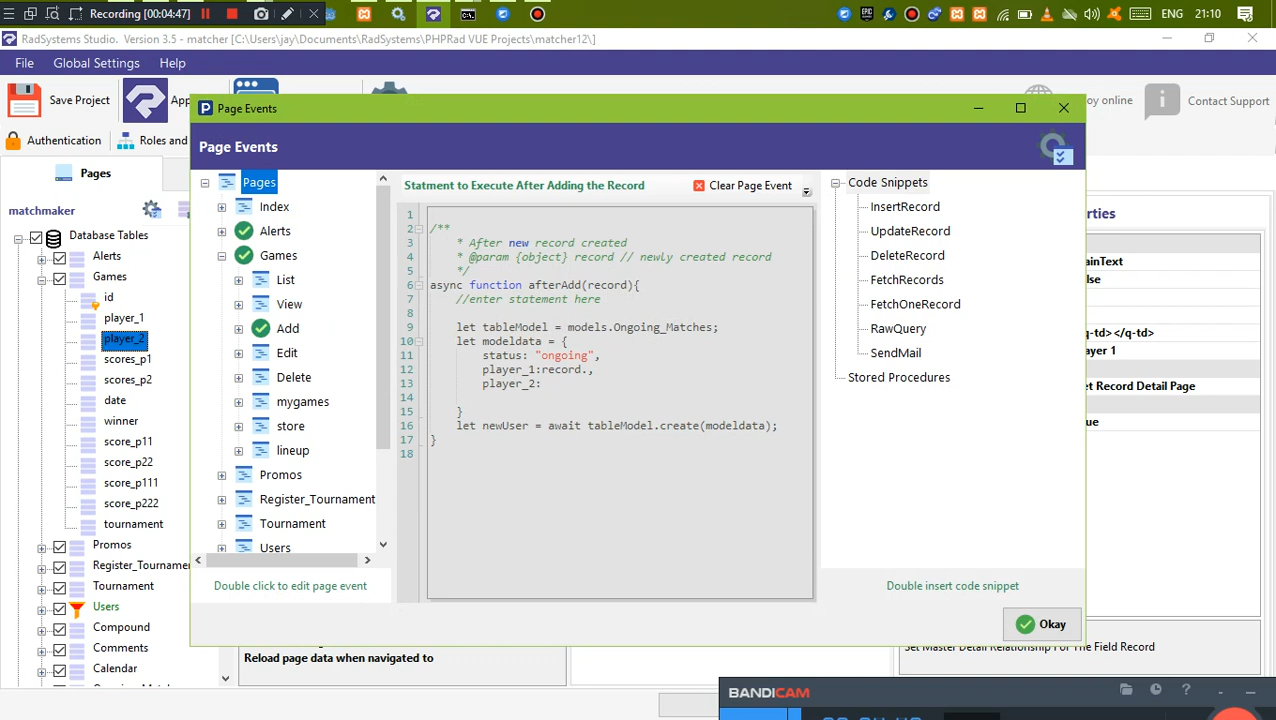 Recording [00:04:47]
ENG 21:10
RadSystems Studio. Version 3.5 - matcher [C:\Users\jay\Documents\RadSystems\PHPRad VUE Projects\matcher12\]
File Global Settings Help
Save Project
Contact Support
Page Events
Authentication
Roles and
Page Events
Pages
matchmaker
Database Tables
Alerts
Games
id
player_1
player_2
scores_p1
scores_p2
date
winner
score_p11
score_p22
score_p111
score_p222
tournament
Promos
Register_Tourname
Tournament
Users
Compound
Comments
Calendar
Pages
Index
Alerts
Games
List
View
Add
Edit
Delete
mygames
store
lineup
Promos
Register_Tournament
Tournament
Users
Double click to edit page event
Statment to Execute After Adding the Record
Clear Page Event
1
2 /**
3 * After new record created
4 * @param {object} record // newly created record
5 */
6 async function afterAdd(record){
7 //enter statement here
8
9 let tableModel = models.Ongoing_Matches;
10 let modeldata = {
11 status: "ongoing",
12 player_1:record.,
13 player_2:
14
15 }
16 let newUser = await tableModel.create(modeldata);
17 }
18
Code Snippets
InsertRecord
UpdateRecord
DeleteRecord
FetchRecords
FetchOneRecord
RawQuery
SendMail
Stored Procedures
Double insert code snippet
Okay
Reload page data when navigated to
Set Master Detail Relationship For The Field Record
BANDICAM